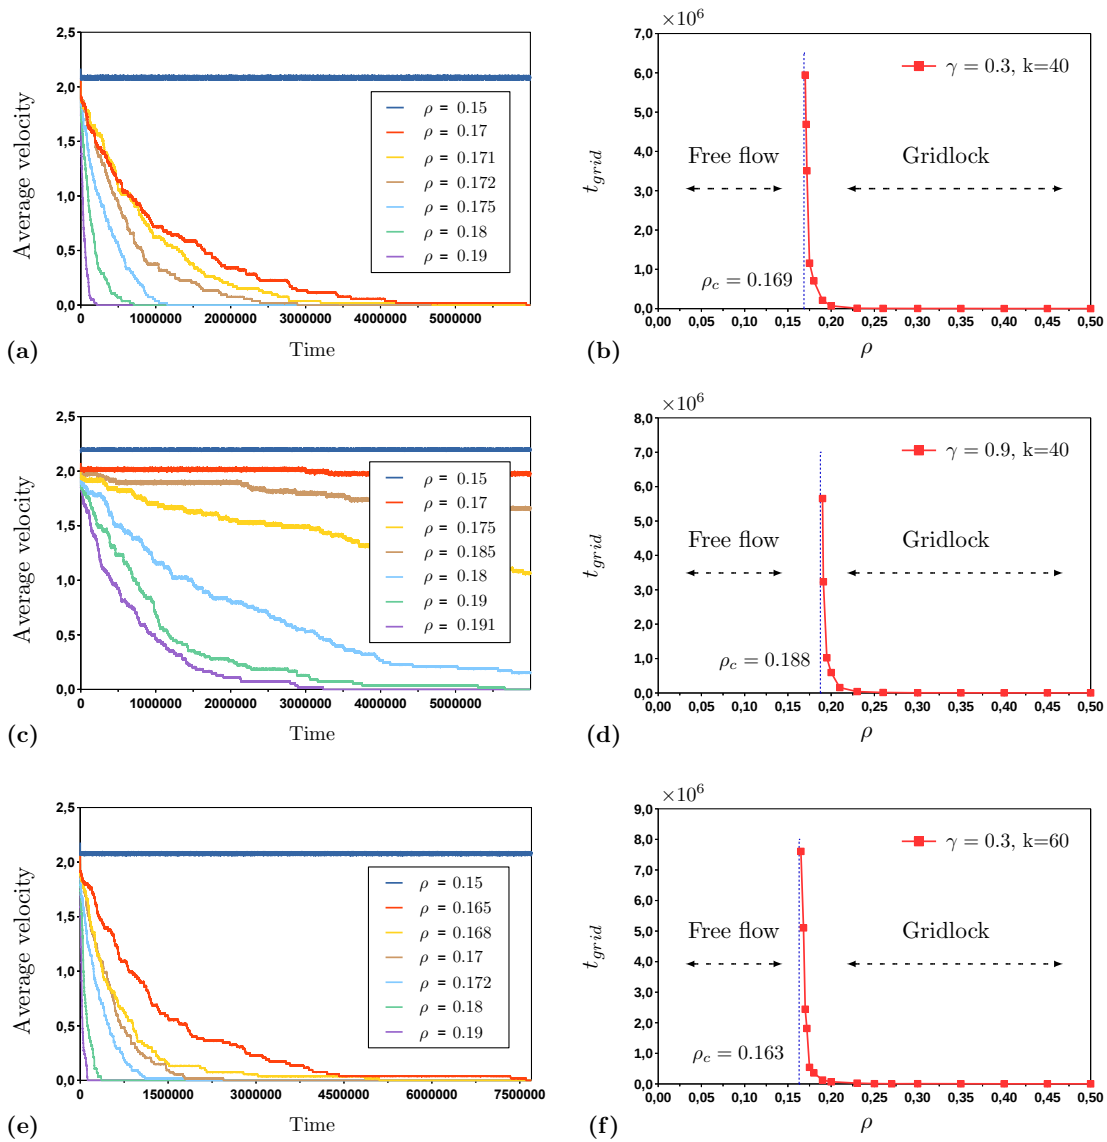 2,5
2,0
1,5
1,0
0,5
0,0
Average velocity
ρ = 0.15
ρ = 0.17
ρ = 0.171
ρ = 0.172
ρ = 0.175
ρ = 0.18
ρ = 0.19
0 1000000 2000000 3000000 4000000 5000000
Time
(a)
×10⁶
7,0
6,0
5,0
4,0
3,0
2,0
1,0
0,0
t_grid
γ = 0.3, k=40
Free flow
Gridlock
ρ_c = 0.169
0,00 0,05 0,10 0,15 0,20 0,25 0,30 0,35 0,40 0,45 0,50
ρ
(b)
2,5
2,0
1,5
1,0
0,5
0,0
Average velocity
ρ = 0.15
ρ = 0.17
ρ = 0.175
ρ = 0.185
ρ = 0.18
ρ = 0.19
ρ = 0.191
0 1000000 2000000 3000000 4000000 5000000
Time
(c)
×10⁶
8,0
7,0
6,0
5,0
4,0
3,0
2,0
1,0
0,0
t_grid
γ = 0.9, k=40
Free flow
Gridlock
ρ_c = 0.188
0,00 0,05 0,10 0,15 0,20 0,25 0,30 0,35 0,40 0,45 0,50
ρ
(d)
2,5
2,0
1,5
1,0
0,5
0,0
Average velocity
ρ = 0.15
ρ = 0.165
ρ = 0.168
ρ = 0.17
ρ = 0.172
ρ = 0.18
ρ = 0.19
0 1500000 3000000 4500000 6000000 7500000
Time
(e)
×10⁶
9,0
8,0
7,0
6,0
5,0
4,0
3,0
2,0
1,0
0,0
t_grid
γ = 0.3, k=60
Free flow
Gridlock
ρ_c = 0.163
0,00 0,05 0,10 0,15 0,20 0,25 0,30 0,35 0,40 0,45 0,50
ρ
(f)